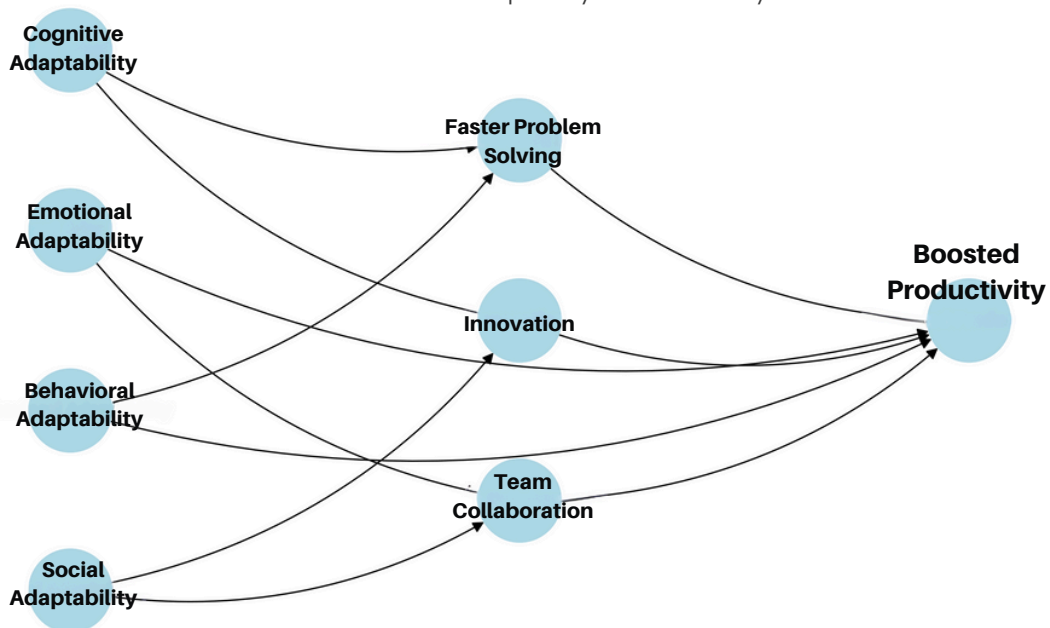 Cognitive
Adaptability
Faster Problem
Solving
Emotional
Adaptability
Boosted
Productivity
Innovation
Behavioral
Adaptability
Team
Collaboration
Social
Adaptability